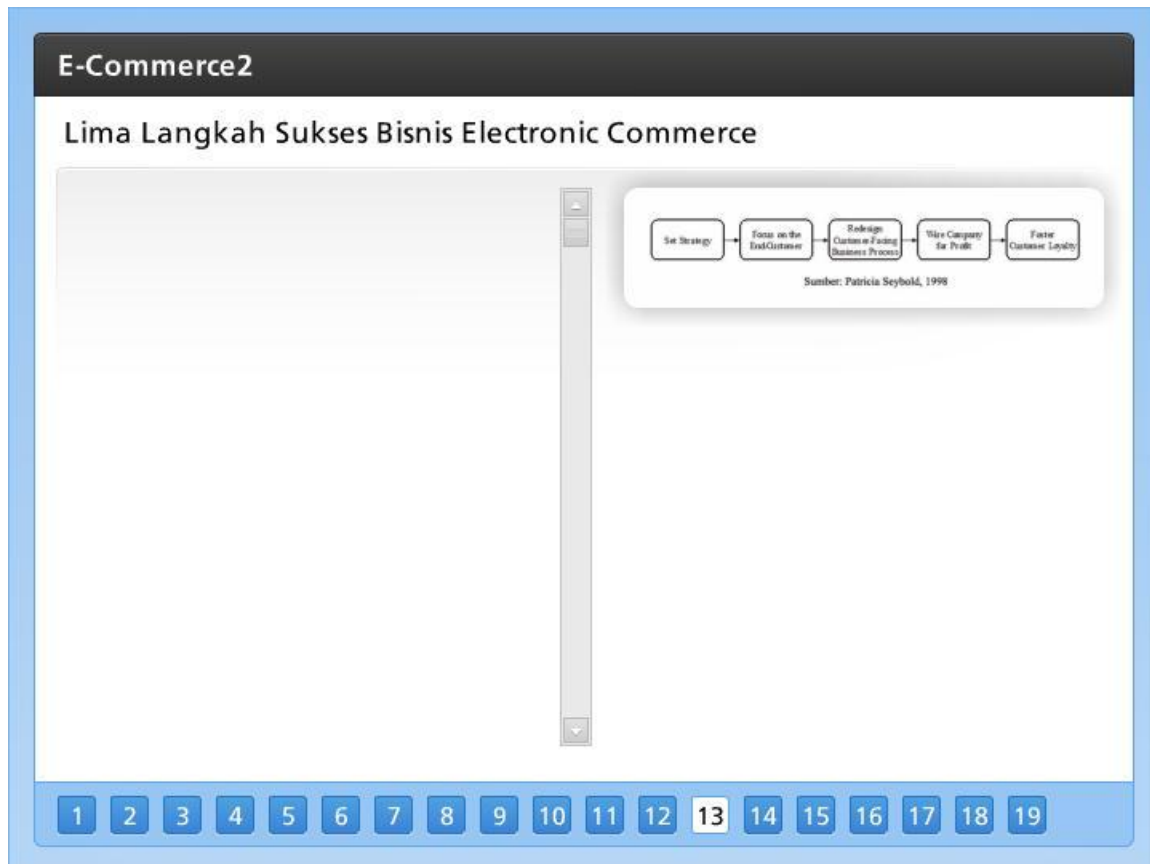 E-Commerce2
Lima Langkah Sukses Bisnis Electronic Commerce
Set Strategy
Focus on the
End-Customer
Redesign
Customer-Facing
Business Process
Wire Company
for Profit
Foster
Customer Loyalty
Sumber: Patricia Seybold, 1998
1 2 3 4 5 6 7 8 9 10 11 12 13 14 15 16 17 18 19